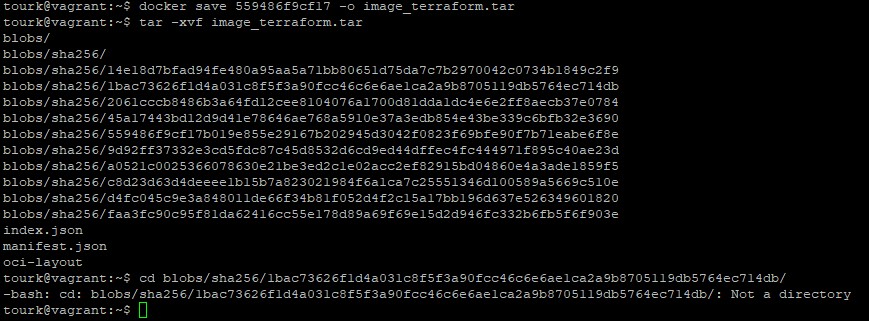 tourk@vagrant:~$ docker save 559486f9cf17 -o image_terraform.tar
tourk@vagrant:~$ tar -xvf image_terraform.tar
blobs/
blobs/sha256/
blobs/sha256/14e18d7bfad94fe480a95aa5a71bb80651d75da7c7b2970042c0734b1849c2f9
blobs/sha256/1bac73626f1d4a031c8f5f3a90fcc46c6e6ae1ca2a9b8705119db5764ec714db
blobs/sha256/2061cccb8486b3a64fd12cee8104076a1700d81dda1dc4e6e2ff8aecb37e0784
blobs/sha256/45a17443bd12d9d41e78646ae768a5910e37a3edb854e43be339c6bfb32e3690
blobs/sha256/559486f9cf17b019e855e29167b202945d3042f0823f69bfe90f7b71eabe6f8e
blobs/sha256/9d92ff37332e3cd5fdc87c45d8532d6cd9ed44dffec4fc444971f895c40ae23d
blobs/sha256/a0521c0025366078630e21be3ed2c1e02acc2ef82915bd04860e4a3ade1859f5
blobs/sha256/c8d23d63d4deeee1b15b7a823021984f6a1ca7c25551346d100589a5669c510e
blobs/sha256/d4fc045c9e3a848011de66f34b81f052d4f2c15a17bb196d637e526349601820
blobs/sha256/faa3fc90c95f81da62416cc55e178d89a69f69e15d2d946fc332b6fb5f6f903e
index.json
manifest.json
oci-layout
tourk@vagrant:~$ cd blobs/sha256/1bac73626f1d4a031c8f5f3a90fcc46c6e6ae1ca2a9b8705119db5764ec714db/
-bash: cd: blobs/sha256/1bac73626f1d4a031c8f5f3a90fcc46c6e6ae1ca2a9b8705119db5764ec714db/: Not a directory
tourk@vagrant:~$